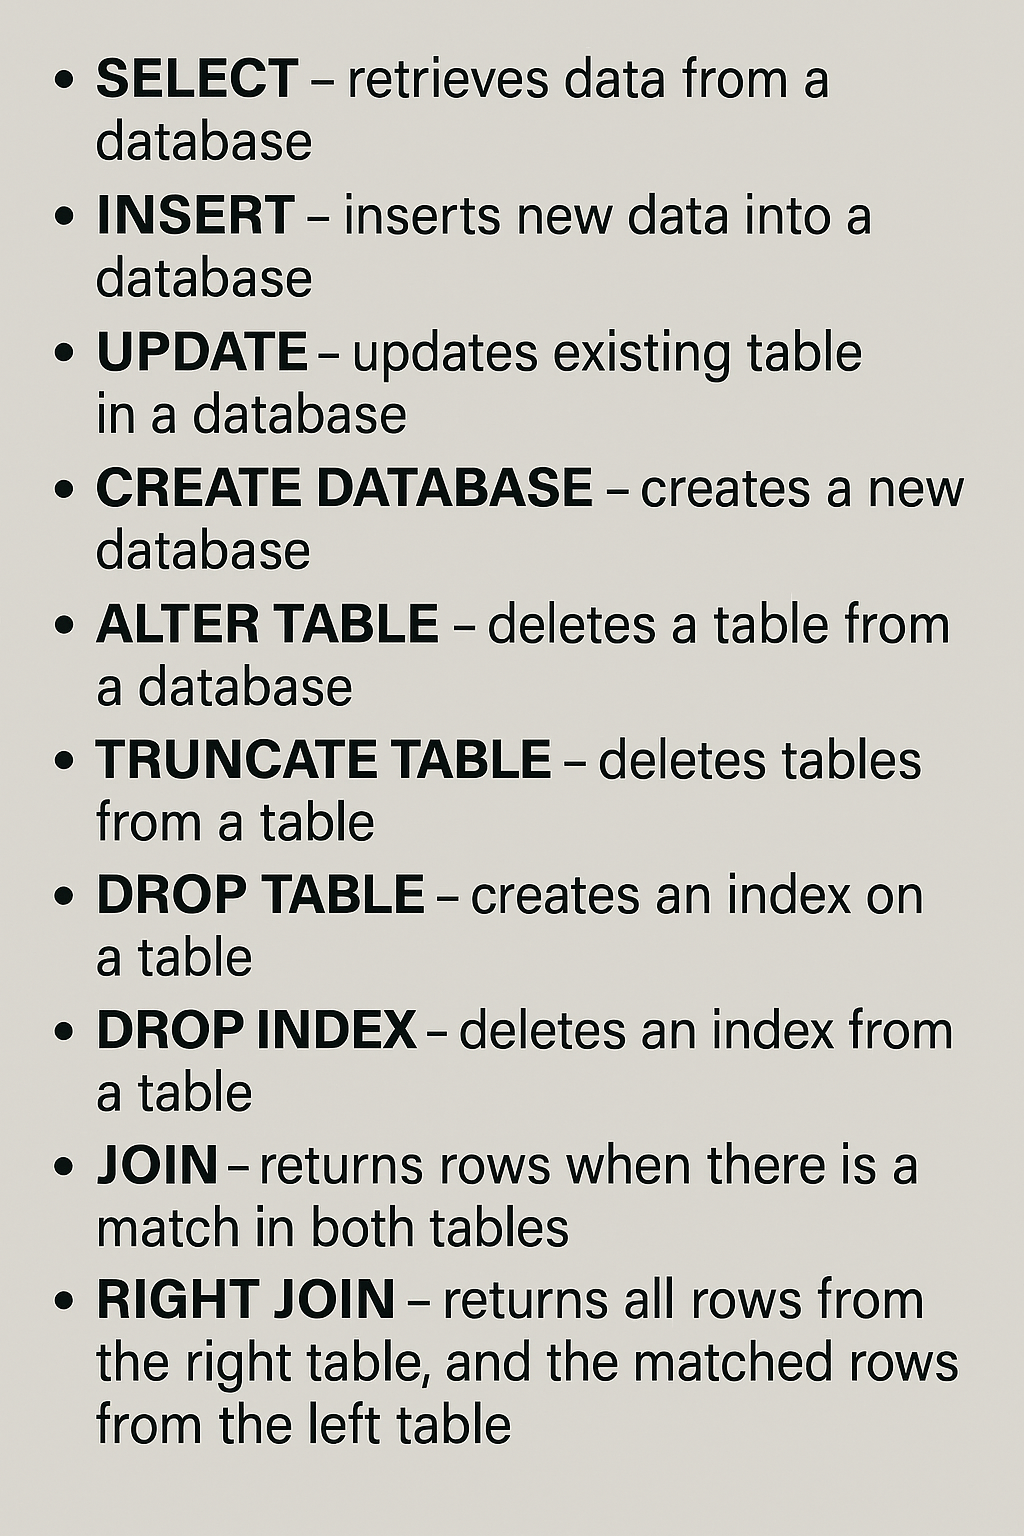 • SELECT – retrieves data from a
database
• INSERT – inserts new data into a
database
• UPDATE – updates existing table
in a database
• CREATE DATABASE – creates a new
database
• ALTER TABLE – deletes a table from
a database
• TRUNCATE TABLE – deletes tables
from a table
• DROP TABLE – creates an index on
a table
• DROP INDEX – deletes an index from
a table
• JOIN – returns rows when there is a
match in both tables
• RIGHT JOIN – returns all rows from
the right table, and the matched rows
from the left table